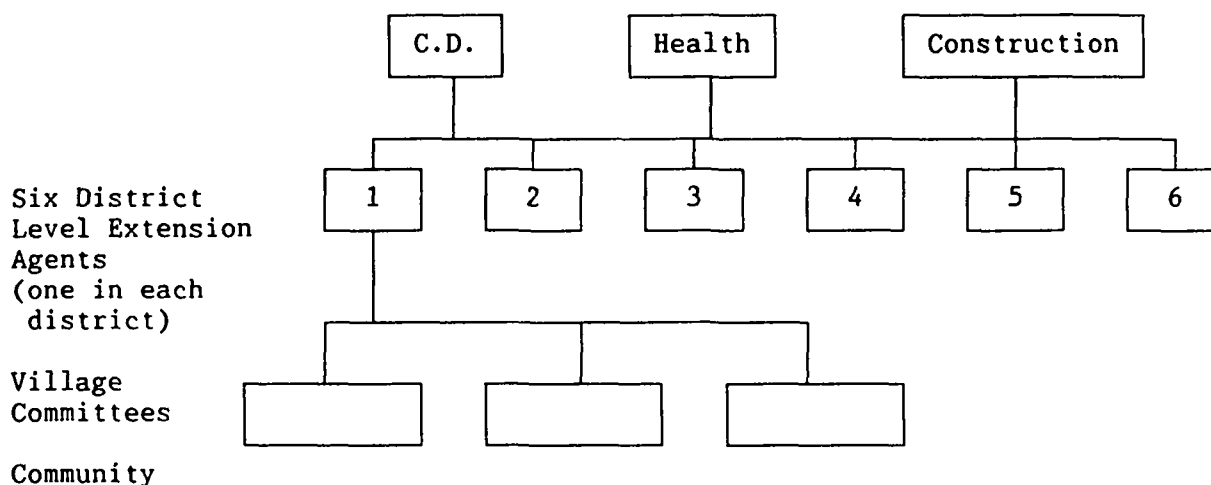 C.D. Health Construction
1 2 3 4 5 6
Six District
Level Extension
Agents
(one in each
district)
Village
Committees
Community